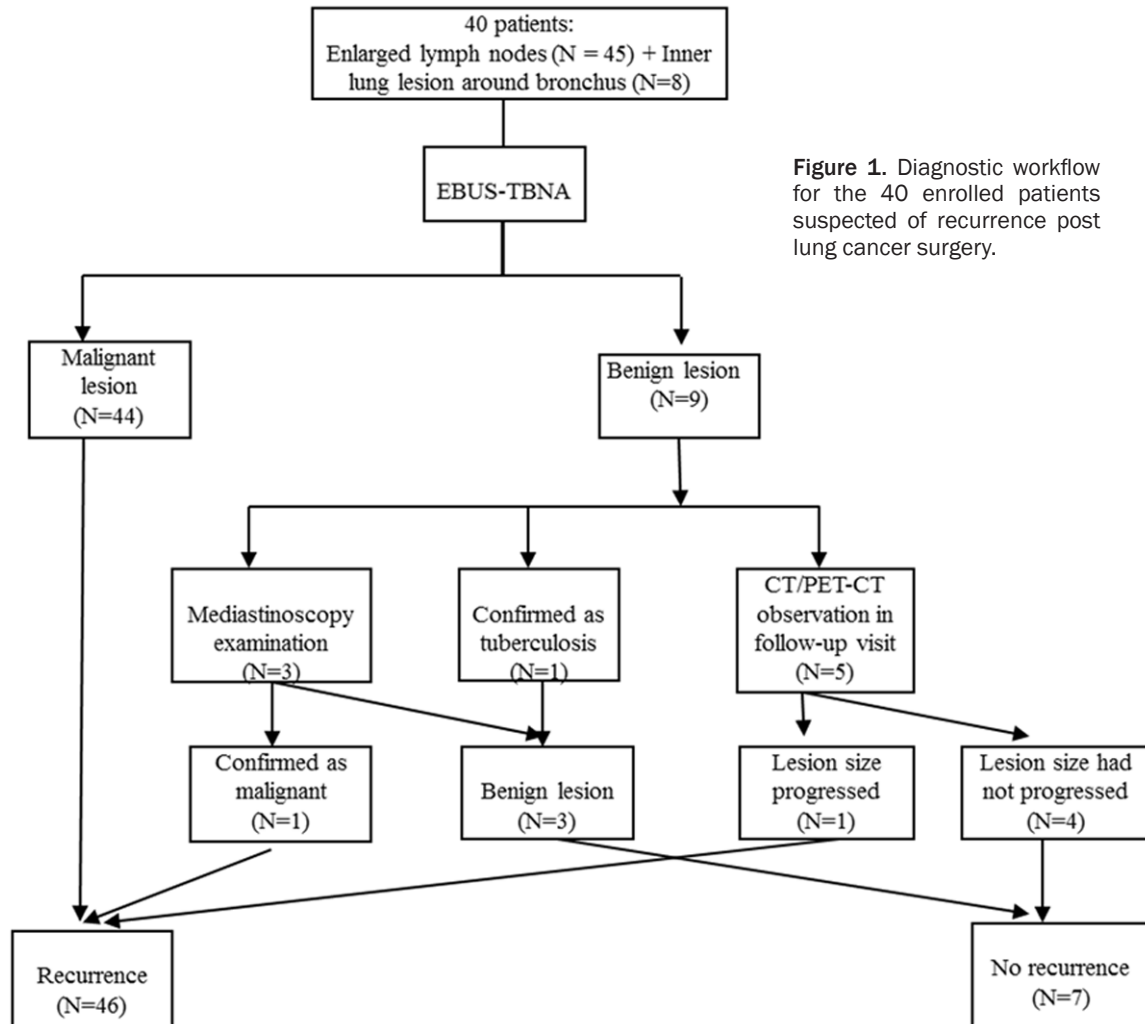 40 patients:
Enlarged lymph nodes (N = 45) + Inner
lung lesion around bronchus (N=8)
EBUS-TBNA
Figure 1. Diagnostic workflow
for the 40 enrolled patients
suspected of recurrence post
lung cancer surgery.
Malignant
lesion
(N=44)
Benign lesion
(N=9)
Mediastinoscopy
examination
(N=3)
Confirmed as
tuberculosis
(N=1)
CT/PET-CT
observation in
follow-up visit
(N=5)
Confirmed as
malignant
(N=1)
Benign lesion
(N=3)
Lesion size
progressed
(N=1)
Lesion size had
not progressed
(N=4)
Recurrence
(N=46)
No recurrence
(N=7)